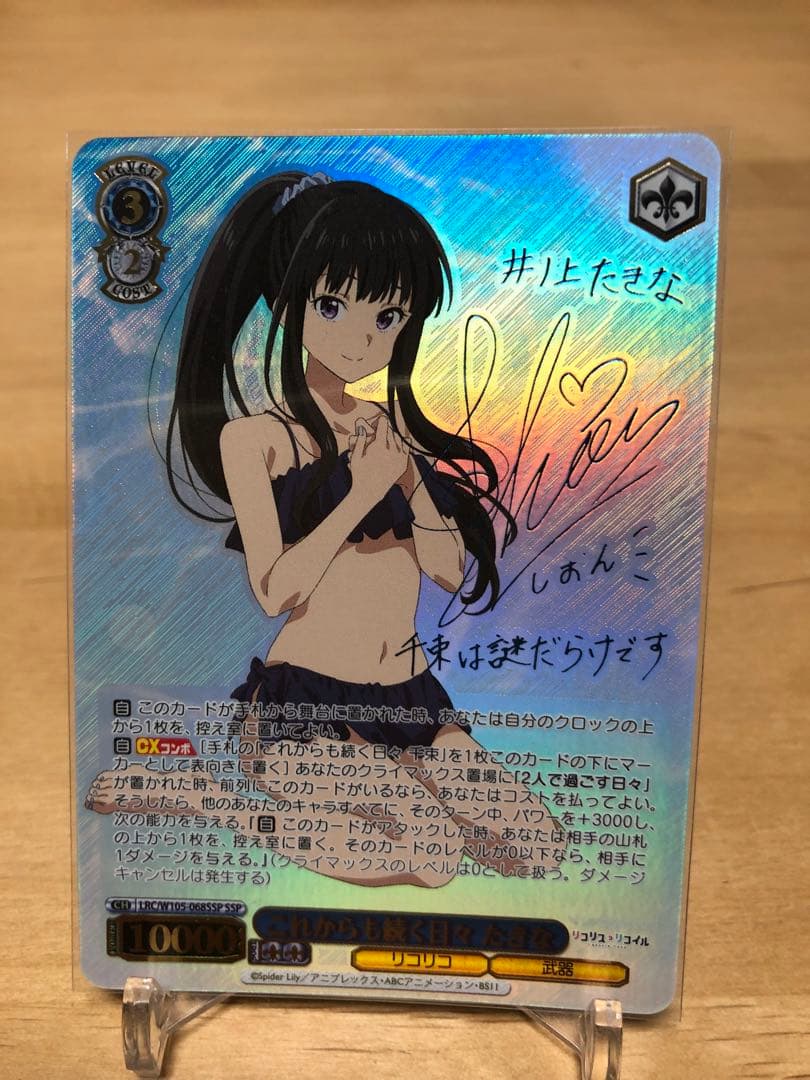 LEVEL
3
2
COST
井ノ上たきな
しおん
千束は謎だらけです
自 このカードが手札から舞台に置かれた時、あなたは自分のクロックの上
から1枚を、控え室に置いてよい。
自 CXコンボ [手札の「これからも続く日々 千束」を1枚このカードの下にマー
カーとして表向きに置く] あなたのクライマックス置場に「2人で過ごす日々」
が置かれた時、前列にこのカードがいるなら、あなたはコストを払ってよい。
そうしたら、他のあなたのキャラすべてに、そのターン中、パワーを+3000し、
次の能力を与える。『自 このカードがアタックした時、あなたは相手の山札
の上から1枚を、控え室に置く。そのカードのレベルが0以下なら、相手に
1ダメージを与える。』(クライマックスのレベルは0として扱う。ダメージ
キャンセルは発生する)
CH LRC/W105-068SSP SSP
10000 これからも続く日々 たきな リコリス・リコイル
リコリコ 武器
©Spider Lily/アニプレックス・ABCアニメーション・BS11